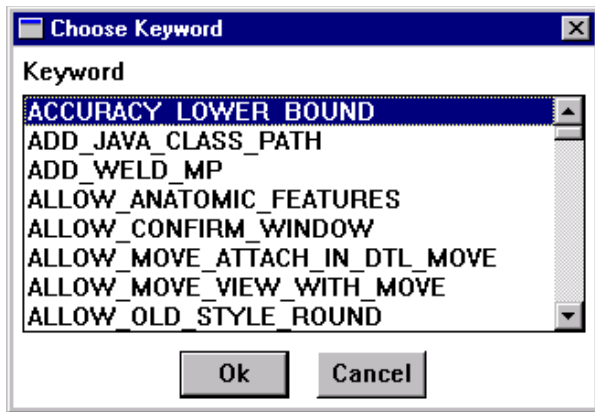 Choose Keyword
Keyword
ACCURACY_LOWER_BOUND
ADD_JAVA_CLASS_PATH
ADD_WELD_MP
ALLOW_ANATOMIC_FEATURES
ALLOW_CONFIRM_WINDOW
ALLOW_MOVE_ATTACH_IN_DTL_MOVE
ALLOW_MOVE_VIEW_WITH_MOVE
ALLOW_OLD_STYLE_ROUND
Ok Cancel